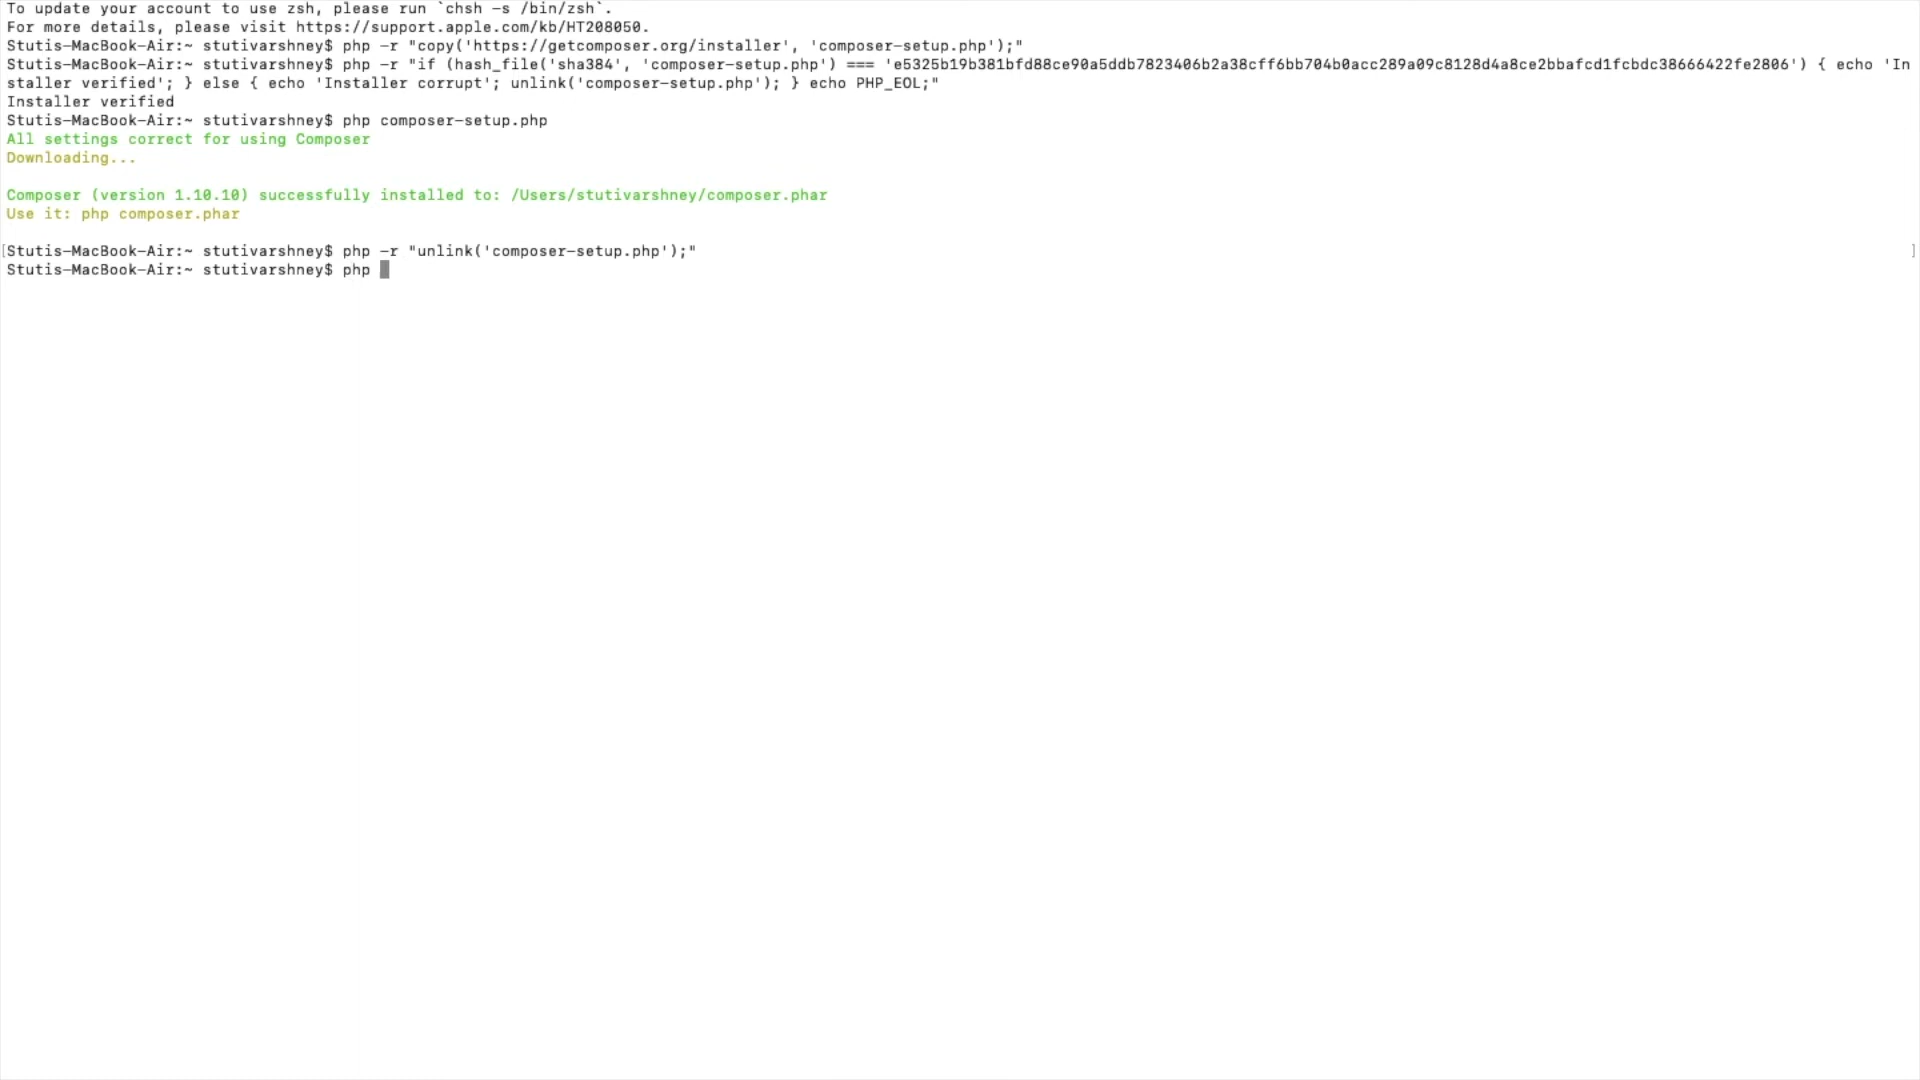 To update your account to use zsh, please run `chsh -s /bin/zsh`.
For more details, please visit https://support.apple.com/kb/HT208050.
Stutis-MacBook-Air:~ stutivarshney$ php -r "copy('https://getcomposer.org/installer', 'composer-setup.php');"
Stutis-MacBook-Air:~ stutivarshney$ php -r "if (hash_file('sha384', 'composer-setup.php') === 'e5325b19b381bfd88ce90a5ddb7823406b2a38cff6bb704b0acc289a09c8128d4a8ce2bbafcd1fcbdc38666422fe2806') { echo 'In
staller verified'; } else { echo 'Installer corrupt'; unlink('composer-setup.php'); } echo PHP_EOL;"
Installer verified
Stutis-MacBook-Air:~ stutivarshney$ php composer-setup.php
All settings correct for using Composer
Downloading...
Composer (version 1.10.10) successfully installed to: /Users/stutivarshney/composer.phar
Use it: php composer.phar
[Stutis-MacBook-Air:~ stutivarshney$ php -r "unlink('composer-setup.php');" ]
Stutis-MacBook-Air:~ stutivarshney$ php